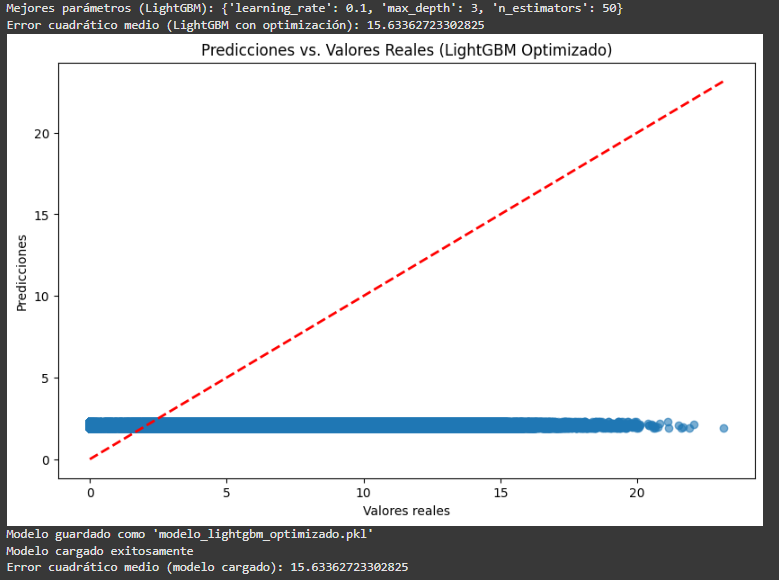 Mejores parámetros (LightGBM): {'learning_rate': 0.1, 'max_depth': 3, 'n_estimators': 50}
Error cuadrático medio (LightGBM con optimización): 15.63362723302825
Predicciones vs. Valores Reales (LightGBM Optimizado)
20
15
10
5
0
Predicciones
0 5 10 15 20
Valores reales
Modelo guardado como 'modelo_lightgbm_optimizado.pkl'
Modelo cargado exitosamente
Error cuadrático medio (modelo cargado): 15.63362723302825